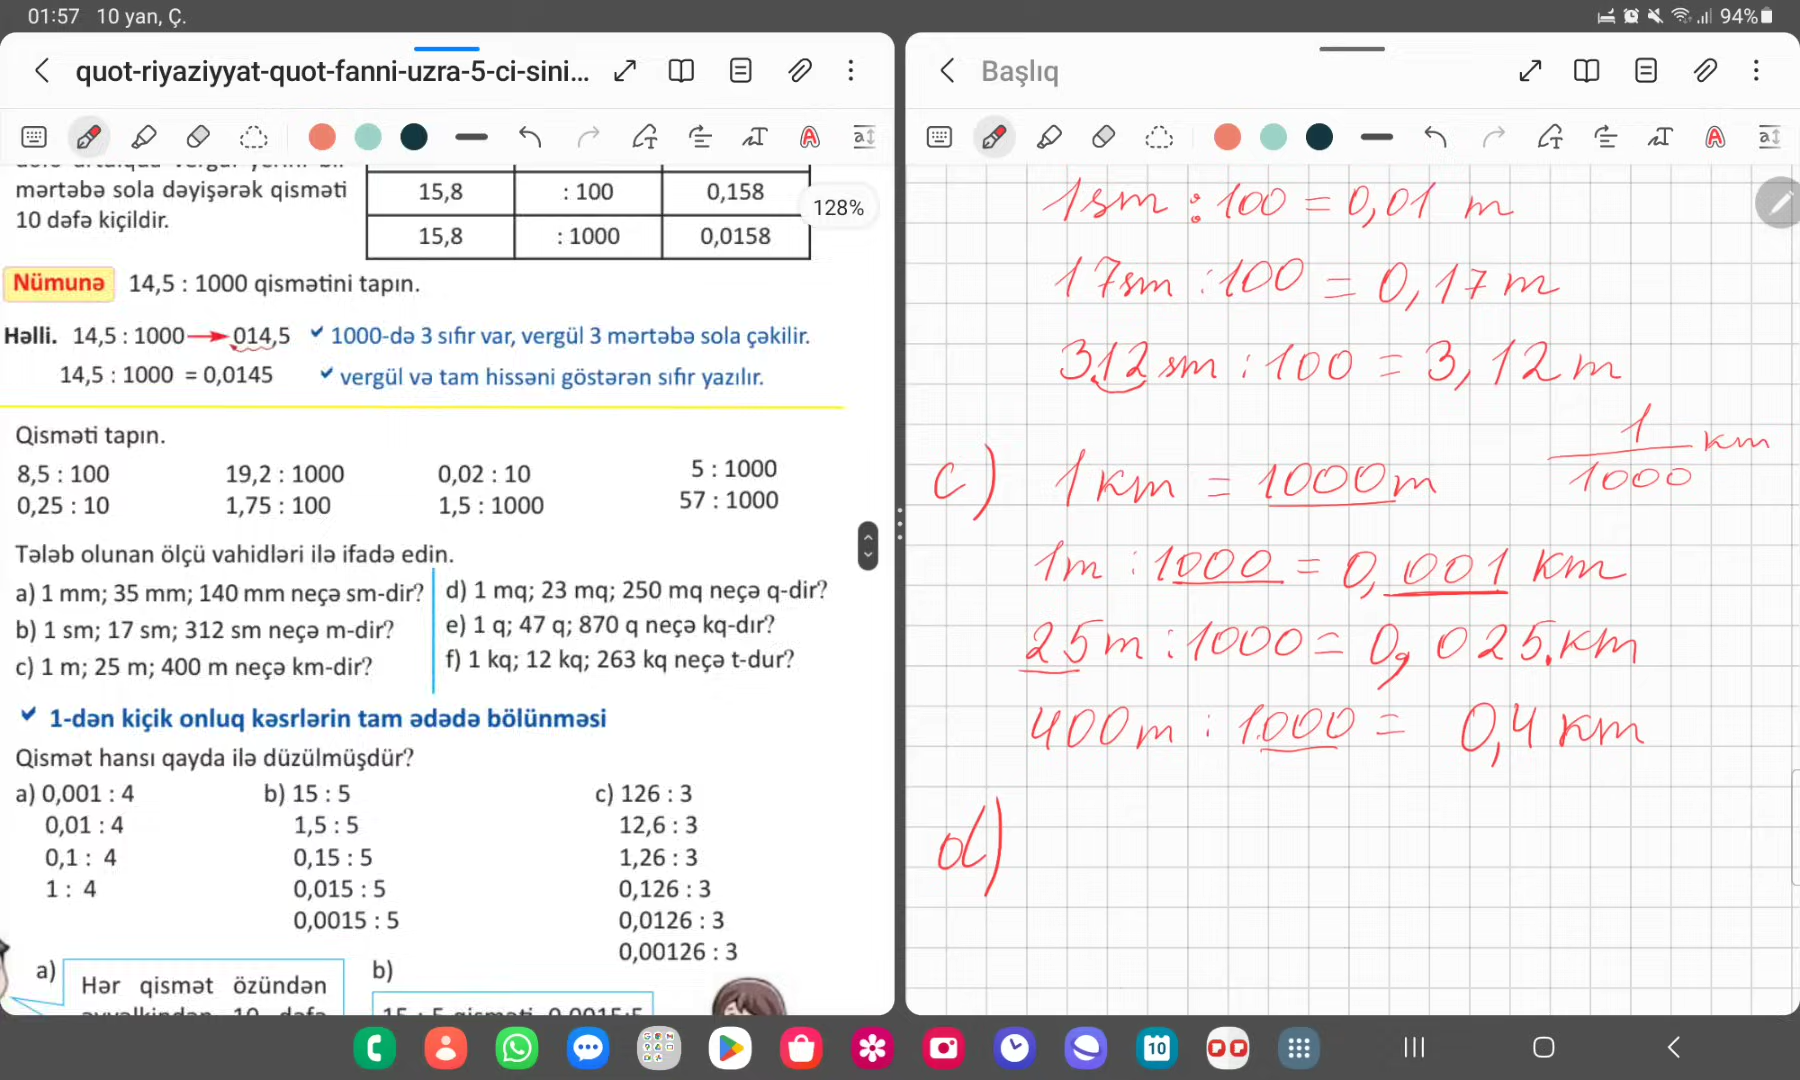 01:57 10 yan, Ç.
94%
quot-riyaziyyat-quot-fanni-uzra-5-ci-sini...
mərtəbə sola dəyişərək qisməti
10 dəfə kiçildir.
15,8 : 100 0,158
15,8 : 1000 0,0158
128%
Nümunə 14,5 : 1000 qismətini tapın.
Həlli. 14,5 : 1000 → 014,5 ✔ 1000-də 3 sıfır var, vergül 3 mərtəbə sola çəkilir.
14,5 : 1000 = 0,0145 ✔ vergül və tam hissəni göstərən sıfır yazılır.
Qisməti tapın.
8,5 : 100 19,2 : 1000 0,02 : 10 5 : 1000
0,25 : 10 1,75 : 100 1,5 : 1000 57 : 1000
Tələb olunan ölçü vahidləri ilə ifadə edin.
a) 1 mm; 35 mm; 140 mm neçə sm-dir?
b) 1 sm; 17 sm; 312 sm neçə m-dir?
c) 1 m; 25 m; 400 m neçə km-dir?
d) 1 mq; 23 mq; 250 mq neçə q-dir?
e) 1 q; 47 q; 870 q neçə kq-dır?
f) 1 kq; 12 kq; 263 kq neçə t-dur?
✔ 1-dən kiçik onluq kəsrlərin tam ədədə bölünməsi
Qismət hansı qayda ilə düzülmüşdür?
a) 0,001 : 4
0,01 : 4
0,1 : 4
1 : 4
b) 15 : 5
1,5 : 5
0,15 : 5
0,015 : 5
0,0015 : 5
c) 126 : 3
12,6 : 3
1,26 : 3
0,126 : 3
0,0126 : 3
0,00126 : 3
a) Hər qismət özündən
b)
Başlıq
1sm : 100 = 0,01 m
17sm : 100 = 0,17 m
312 sm : 100 = 3,12 m
c) 1 km = 1000m
1
1000 km
1m : 1000 = 0,001 km
25m : 1000 = 0,025.km
400m : 1000 = 0,4 km
d)
10